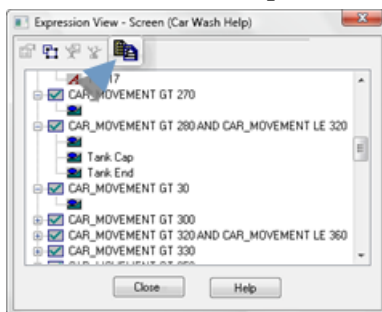 Expression View - Screen (Car Wash Help)
17
CAR_MOVEMENT GT 270
CAR_MOVEMENT GT 280 AND CAR_MOVEMENT LE 320
Tank Cap
Tank End
CAR_MOVEMENT GT 30
CAR_MOVEMENT GT 300
CAR_MOVEMENT GT 320 AND CAR_MOVEMENT LE 360
CAR_MOVEMENT GT 330
Close Help